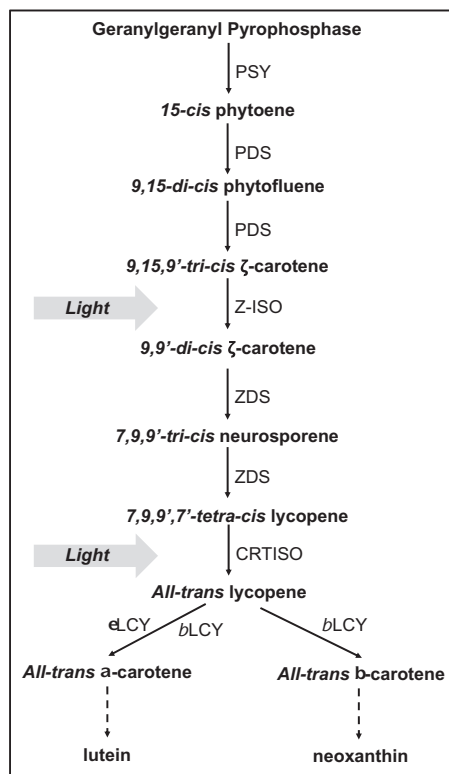 Geranylgeranyl Pyrophosphase
PSY
15-cis phytoene
PDS
9,15-di-cis phytofluene
PDS
9,15,9’-tri-cis ζ-carotene
Light
Z-ISO
9,9’-di-cis ζ-carotene
ZDS
7,9,9’-tri-cis neurosporene
ZDS
7,9,9’,7’-tetra-cis lycopene
Light
CRTISO
All-trans lycopene
eLCY bLCY bLCY
All-trans a-carotene All-trans b-carotene
lutein neoxanthin